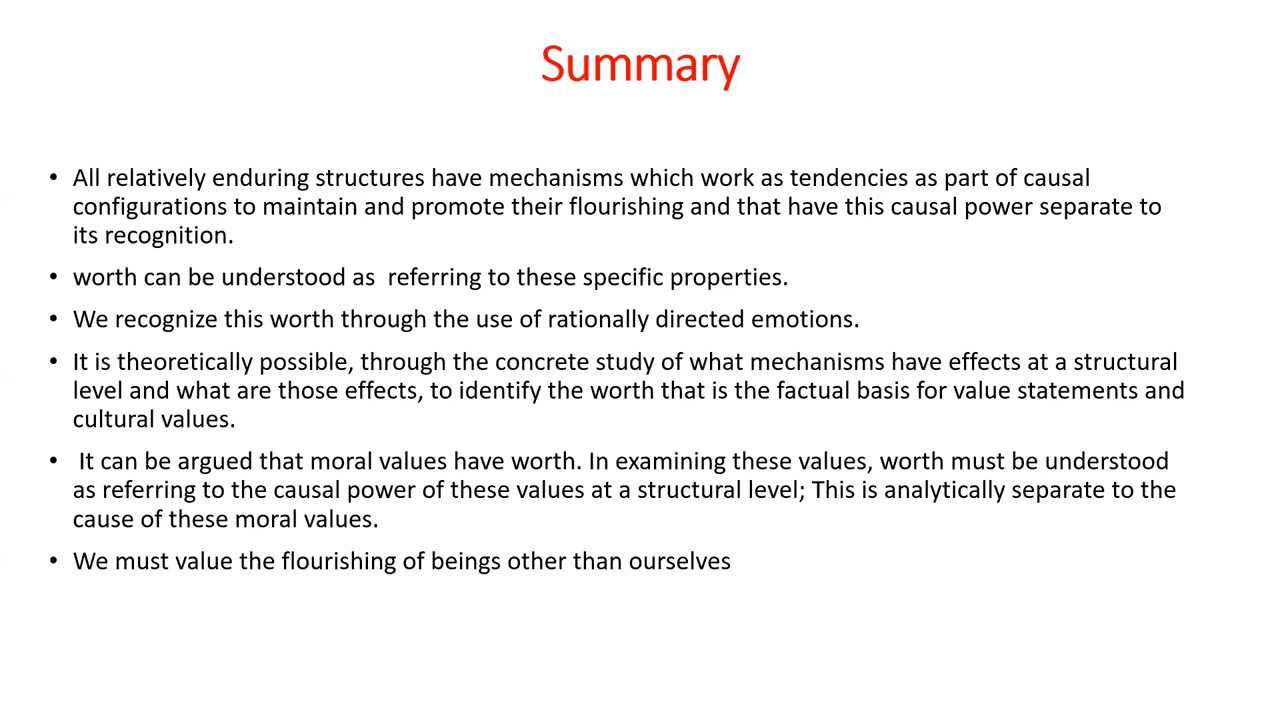 Summary
• All relatively enduring structures have mechanisms which work as tendencies as part of causal
configurations to maintain and promote their flourishing and that have this causal power separate to
its recognition.
• worth can be understood as  referring to these specific properties.
• We recognize this worth through the use of rationally directed emotions.
• It is theoretically possible, through the concrete study of what mechanisms have effects at a structural
level and what are those effects, to identify the worth that is the factual basis for value statements and
cultural values.
•  It can be argued that moral values have worth. In examining these values, worth must be understood
as referring to the causal power of these values at a structural level; This is analytically separate to the
cause of these moral values.
• We must value the flourishing of beings other than ourselves